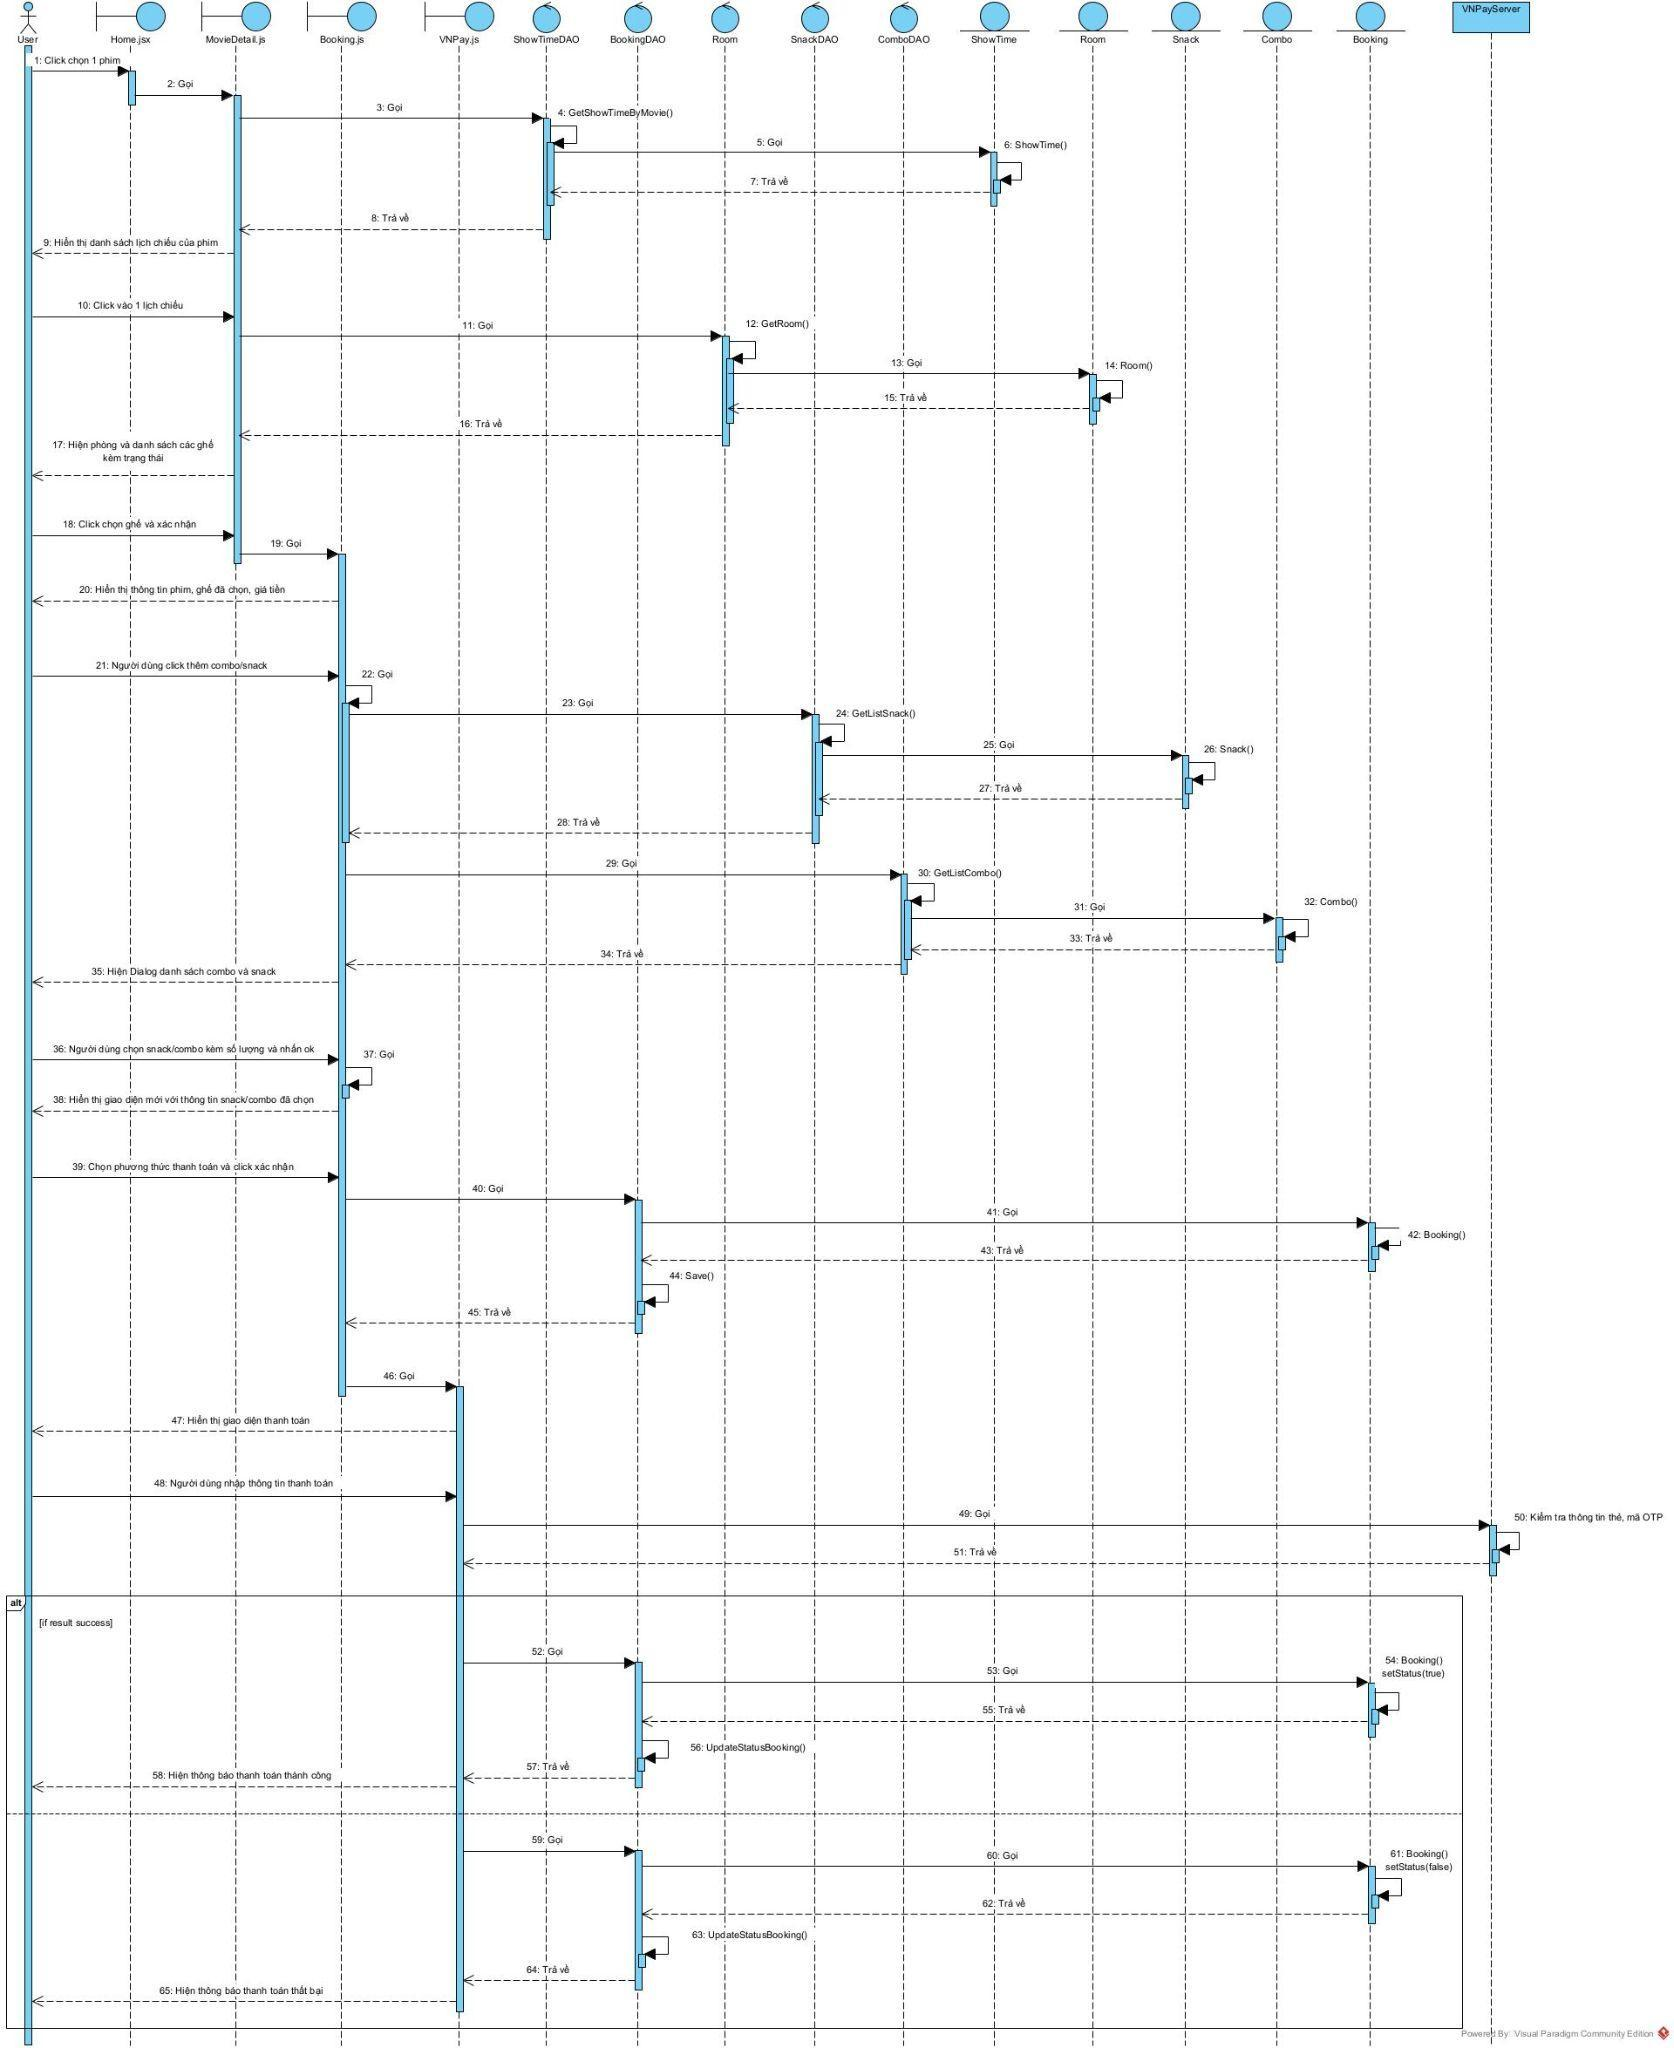 User
Home.jsx
MovieDetail.js
Booking.js
VNPay.js
ShowTimeDAO
BookingDAO
Room
SnackDAO
ComboDAO
ShowTime
Room
Snack
Combo
Booking
VNPayServer
1: Click chọn 1 phim
2: Gọi
3: Gọi
4: GetShowTimeByMovie()
5: Gọi
6: ShowTime()
7: Trả về
8: Trả về
9: Hiển thị danh sách lịch chiếu của phim
10: Click vào 1 lịch chiếu
11: Gọi
12: GetRoom()
13: Gọi
14: Room()
15: Trả về
16: Trả về
17: Hiện phòng và danh sách các ghế
kèm trạng thái
18: Click chọn ghế và xác nhận
19: Gọi
20: Hiển thị thông tin phim, ghế đã chọn, giá tiền
21: Người dùng click thêm combo/snack
22: Gọi
23: Gọi
24: GetListSnack()
25: Gọi
26: Snack()
27: Trả về
28: Trả về
29: Gọi
30: GetListCombo()
31: Gọi
32: Combo()
33: Trả về
34: Trả về
35: Hiện Dialog danh sách combo và snack
36: Người dùng chọn snack/combo kèm số lượng và nhấn ok
37: Gọi
38: Hiển thị giao diện mới với thông tin snack/combo đã chọn
39: Chọn phương thức thanh toán và click xác nhận
40: Gọi
41: Gọi
42: Booking()
43: Trả về
44: Save()
45: Trả về
46: Gọi
47: Hiển thị giao diện thanh toán
48: Người dùng nhập thông tin thanh toán
49: Gọi
50: Kiểm tra thông tin thẻ, mã OTP
51: Trả về
alt
[if result success]
52: Gọi
53: Gọi
54: Booking()
setStatus(true)
55: Trả về
56: UpdateStatusBooking()
57: Trả về
58: Hiện thông báo thanh toán thành công
59: Gọi
60: Gọi
61: Booking()
setStatus(false)
62: Trả về
63: UpdateStatusBooking()
64: Trả về
65: Hiện thông báo thanh toán thất bại
Powered By: Visual Paradigm Community Edition